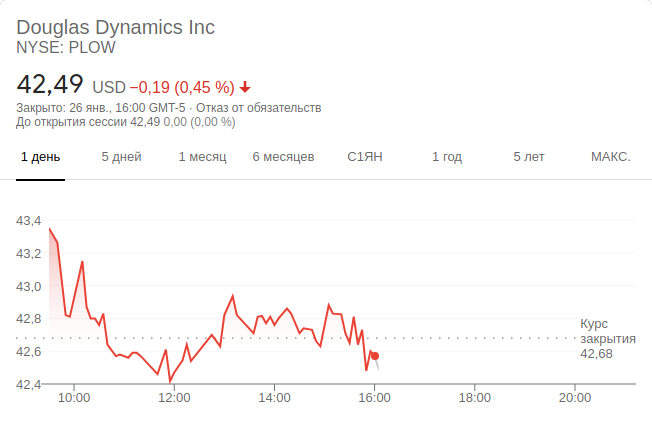 Douglas Dynamics Inc
NYSE: PLOW
42,49 USD −0,19 (0,45 %)
Закрыто: 26 янв., 16:00 GMT-5 · Отказ от обязательств
До открытия сессии 42,49 0,00 (0,00 %)
1 день 5 дней 1 месяц 6 месяцев С1ЯН 1 год 5 лет МАКС.
43,4
43,2
43,0
42,8
42,6
42,4
Курс
закрытия
42,68
10:00 12:00 14:00 16:00 18:00 20:00